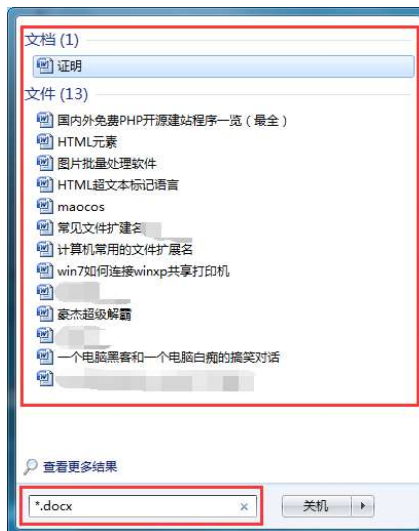 文档 (1)
证明
文件 (13)
国内外免费PHP开源建站程序一览（最全）
HTML元素
图片批量处理软件
HTML超文本标记语言
maocos
常见文件扩建名
计算机常用的文件扩展名
win7如何连接winxp共享打印机
豪杰超级解霸
一个电脑黑客和一个电脑白痴的搞笑对话
查看更多结果
*.docx
关机